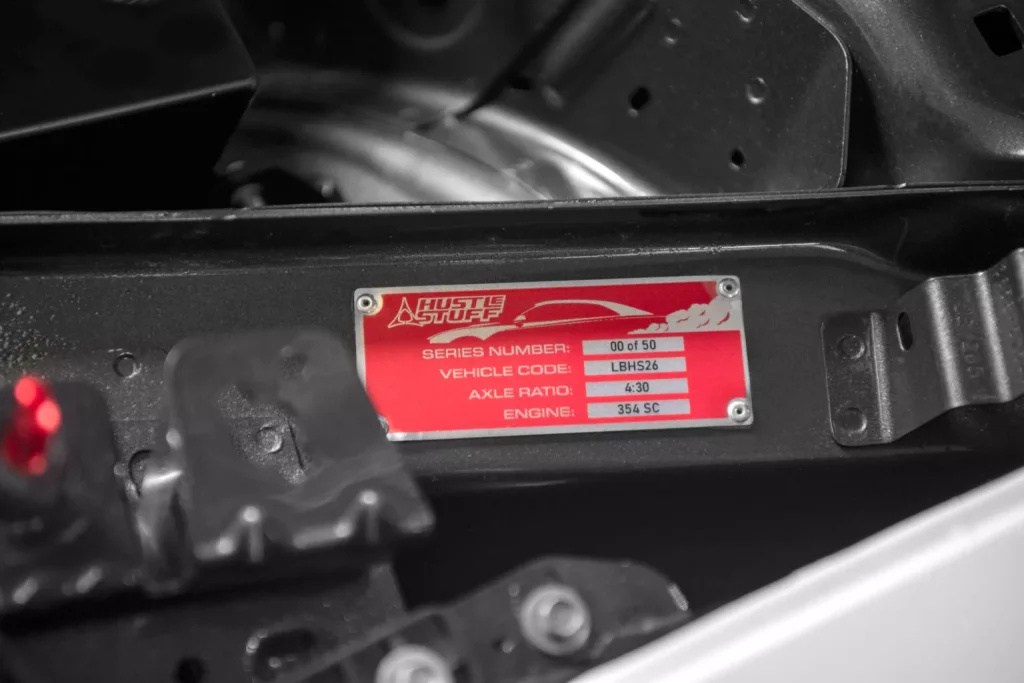 HUSTLE
STUFF
SERIES NUMBER: 00 of 50
VEHICLE CODE: LBHS26
AXLE RATIO: 4:30
ENGINE: 354 SC